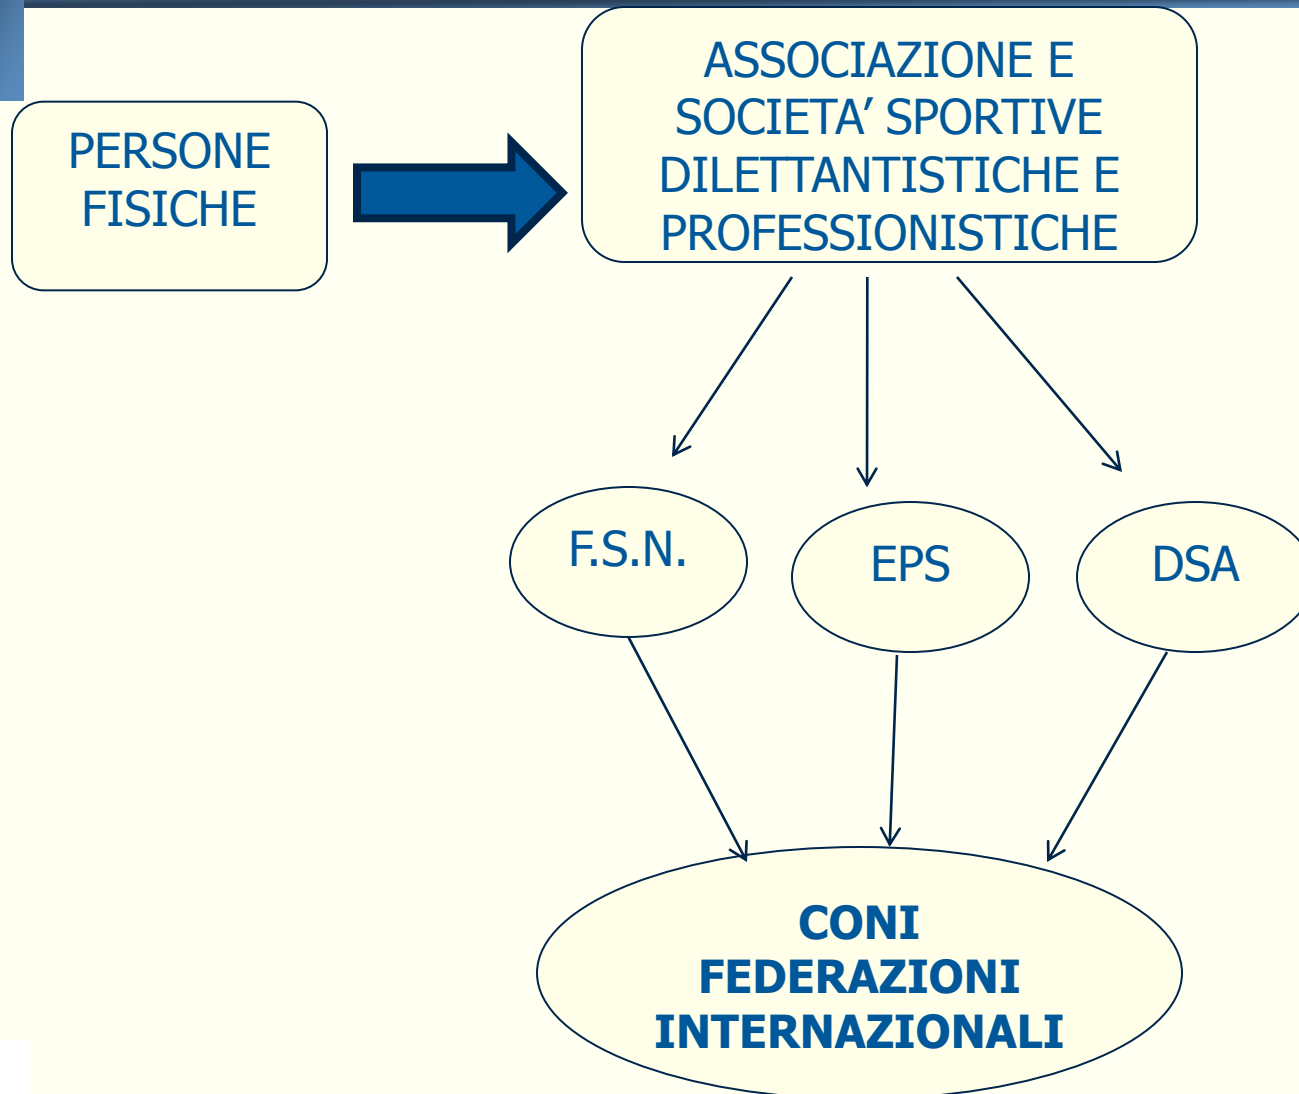 PERSONE
FISICHE
ASSOCIAZIONE E
SOCIETA’ SPORTIVE
DILETTANTISTICHE E
PROFESSIONISTICHE
F.S.N.
EPS
DSA
CONI
FEDERAZIONI
INTERNAZIONALI